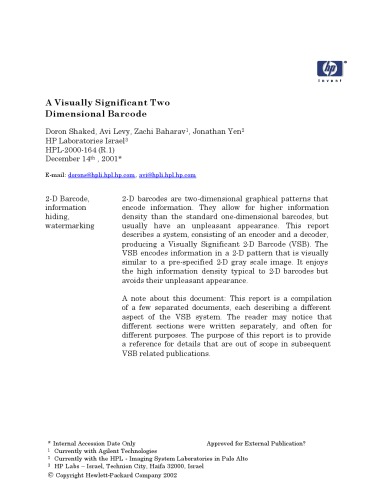 hp
invent
A Visually Significant Two
Dimensional Barcode
Doron Shaked, Avi Levy, Zachi Baharav¹, Jonathan Yen²
HP Laboratories Israel³
HPL-2000-164 (R.1)
December 14th , 2001*
E-mail: dorons@hpli.hpl.hp.com, avi@hpli.hpl.hp.com
2-D Barcode,
information
hiding,
watermarking
2-D barcodes are two-dimensional graphical patterns that
encode information. They allow for higher information
density than the standard one-dimensional barcodes, but
usually have an unpleasant appearance. This report
describes a system, consisting of an encoder and a decoder,
producing a Visually Significant 2-D Barcode (VSB). The
VSB encodes information in a 2-D pattern that is visually
similar to a pre-specified 2-D gray scale image. It enjoys
the high information density typical to 2-D barcodes but
avoids their unpleasant appearance.
A note about this document: This report is a compilation
of a few separated documents, each describing a different
aspect of the VSB system. The reader may notice that
different sections were written separately, and often for
different purposes. The purpose of this report is to provide
a reference for details that are out of scope in subsequent
VSB related publications.
* Internal Accession Date Only Approved for External Publication?
1 Currently with Agilent Technologies
2 Currently with the HPL - Imaging System Laboratories in Palo Alto
3 HP Labs – Israel, Technion City, Haifa 32000, Israel
© Copyright Hewlett-Packard Company 2002